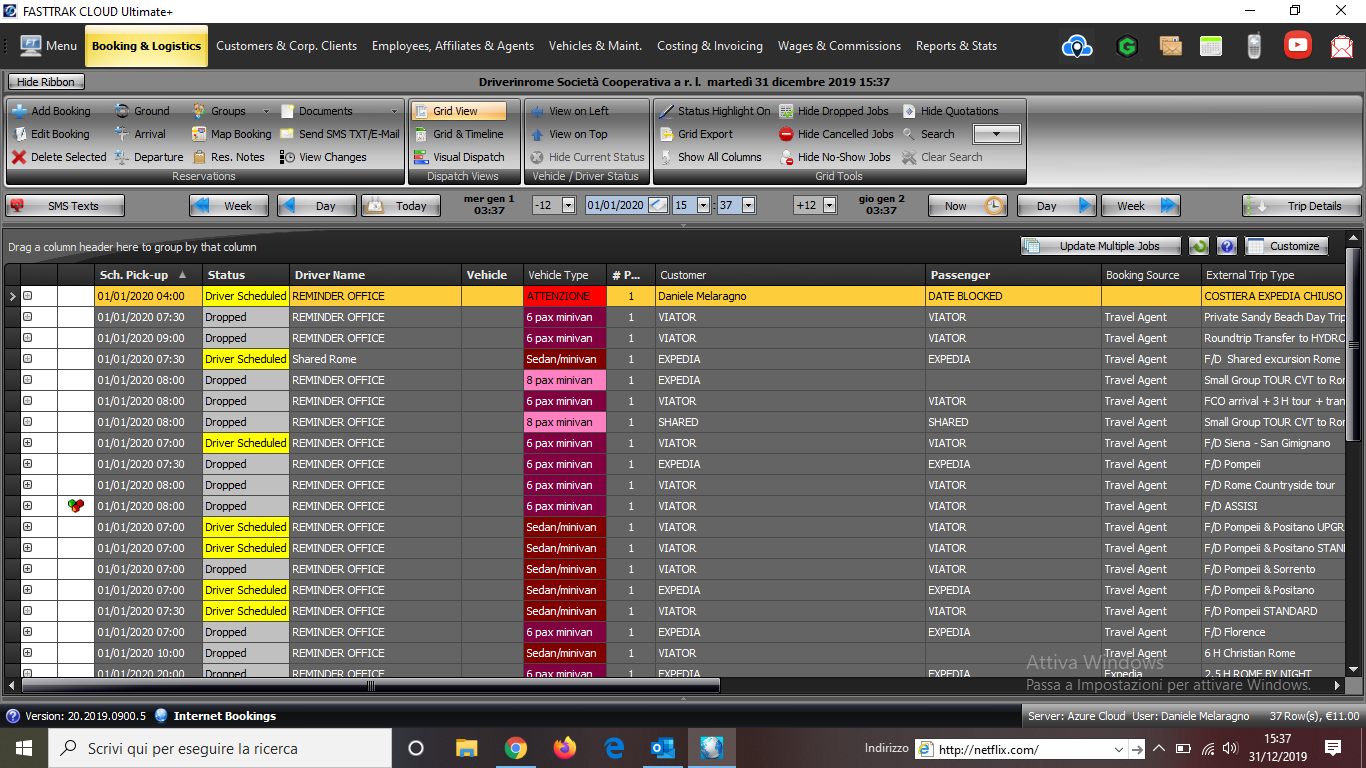 FASTTRAK CLOUD Ultimate+
Menu Booking & Logistics Customers & Corp. Clients Employees, Affiliates & Agents Vehicles & Maint. Costing & Invoicing Wages & Commissions Reports & Stats
Hide Ribbon Driverinrome Società Cooperativa a r. l. martedì 31 dicembre 2019 15:37
Add Booking Ground Groups Documents Grid View View on Left Status Highlight On Hide Dropped Jobs Hide Quotations
Edit Booking Arrival Map Booking Send SMS TXT/E-Mail Grid & Timeline View on Top Grid Export Hide Cancelled Jobs Search
Delete Selected Departure Res. Notes View Changes Visual Dispatch Hide Current Status Show All Columns Hide No-Show Jobs Clear Search
Reservations Dispatch Views Vehicle / Driver Status Grid Tools
SMS Texts Week Day Today mer gen 1 03:37 -12 01/01/2020 15 : 37 +12 gio gen 2 03:37 Now Day Week Trip Details
Drag a column header here to group by that column Update Multiple Jobs Customize
Sch. Pick-up Status Driver Name Vehicle Vehicle Type # P... Customer Passenger Booking Source External Trip Type
01/01/2020 04:00 Driver Scheduled REMINDER OFFICE ATTENZIONE 1 Daniele Melaragno DATE BLOCKED COSTIERA EXPEDIA CHIUSO
01/01/2020 07:30 Dropped REMINDER OFFICE 6 pax minivan 1 VIATOR VIATOR Travel Agent Private Sandy Beach Day Trip
01/01/2020 09:00 Dropped REMINDER OFFICE 6 pax minivan 1 VIATOR VIATOR Travel Agent Roundtrip Transfer to HYDRO
01/01/2020 07:30 Driver Scheduled Shared Rome Sedan/minivan 1 EXPEDIA EXPEDIA Travel Agent F/D Shared excursion Rome
01/01/2020 08:00 Dropped REMINDER OFFICE 8 pax minivan 1 EXPEDIA Travel Agent Small Group TOUR CVT to Rom
01/01/2020 08:00 Dropped REMINDER OFFICE 6 pax minivan 1 VIATOR VIATOR Travel Agent FCO arrival + 3 H tour + tran
01/01/2020 08:00 Dropped REMINDER OFFICE 8 pax minivan 1 SHARED SHARED Travel Agent Small Group TOUR CVT to Rom
01/01/2020 07:00 Driver Scheduled REMINDER OFFICE 6 pax minivan 1 VIATOR VIATOR Travel Agent F/D Siena - San Gimignano
01/01/2020 07:30 Dropped REMINDER OFFICE 6 pax minivan 1 EXPEDIA EXPEDIA Travel Agent F/D Pompeii
01/01/2020 08:00 Dropped REMINDER OFFICE 6 pax minivan 1 VIATOR VIATOR Travel Agent F/D Rome Countryside tour
01/01/2020 08:00 Dropped REMINDER OFFICE 6 pax minivan 1 VIATOR VIATOR Travel Agent F/D ASSISI
01/01/2020 07:00 Driver Scheduled REMINDER OFFICE Sedan/minivan 1 VIATOR VIATOR Travel Agent F/D Pompeii & Positano UPGR
01/01/2020 07:00 Driver Scheduled REMINDER OFFICE Sedan/minivan 1 VIATOR VIATOR Travel Agent F/D Pompeii & Positano STAN
01/01/2020 07:00 Dropped REMINDER OFFICE Sedan/minivan 1 VIATOR VIATOR Travel Agent F/D Pompeii & Sorrento
01/01/2020 07:00 Driver Scheduled REMINDER OFFICE Sedan/minivan 1 EXPEDIA EXPEDIA Travel Agent F/D Pompeii & Positano
01/01/2020 07:30 Driver Scheduled REMINDER OFFICE Sedan/minivan 1 VIATOR VIATOR Travel Agent F/D Pompeii STANDARD
01/01/2020 07:00 Dropped REMINDER OFFICE 6 pax minivan 1 EXPEDIA EXPEDIA Travel Agent F/D Florence
01/01/2020 10:00 Dropped REMINDER OFFICE Sedan/minivan 1 VIATOR Travel Agent 6 H Christian Rome
01/01/2020 20:00 Dropped REMINDER OFFICE 6 pax minivan 1 EXPEDIA EXPEDIA Expedia 2,5 H ROME BY NIGHT
Attiva Windows
Passa a Impostazioni per attivare Windows.
Version: 20.2019.0900.5 Internet Bookings Server: Azure Cloud User: Daniele Melaragno 37 Row(s), €11.00
Scrivi qui per eseguire la ricerca Indirizzo http://netflix.com/ 15:37
31/12/2019